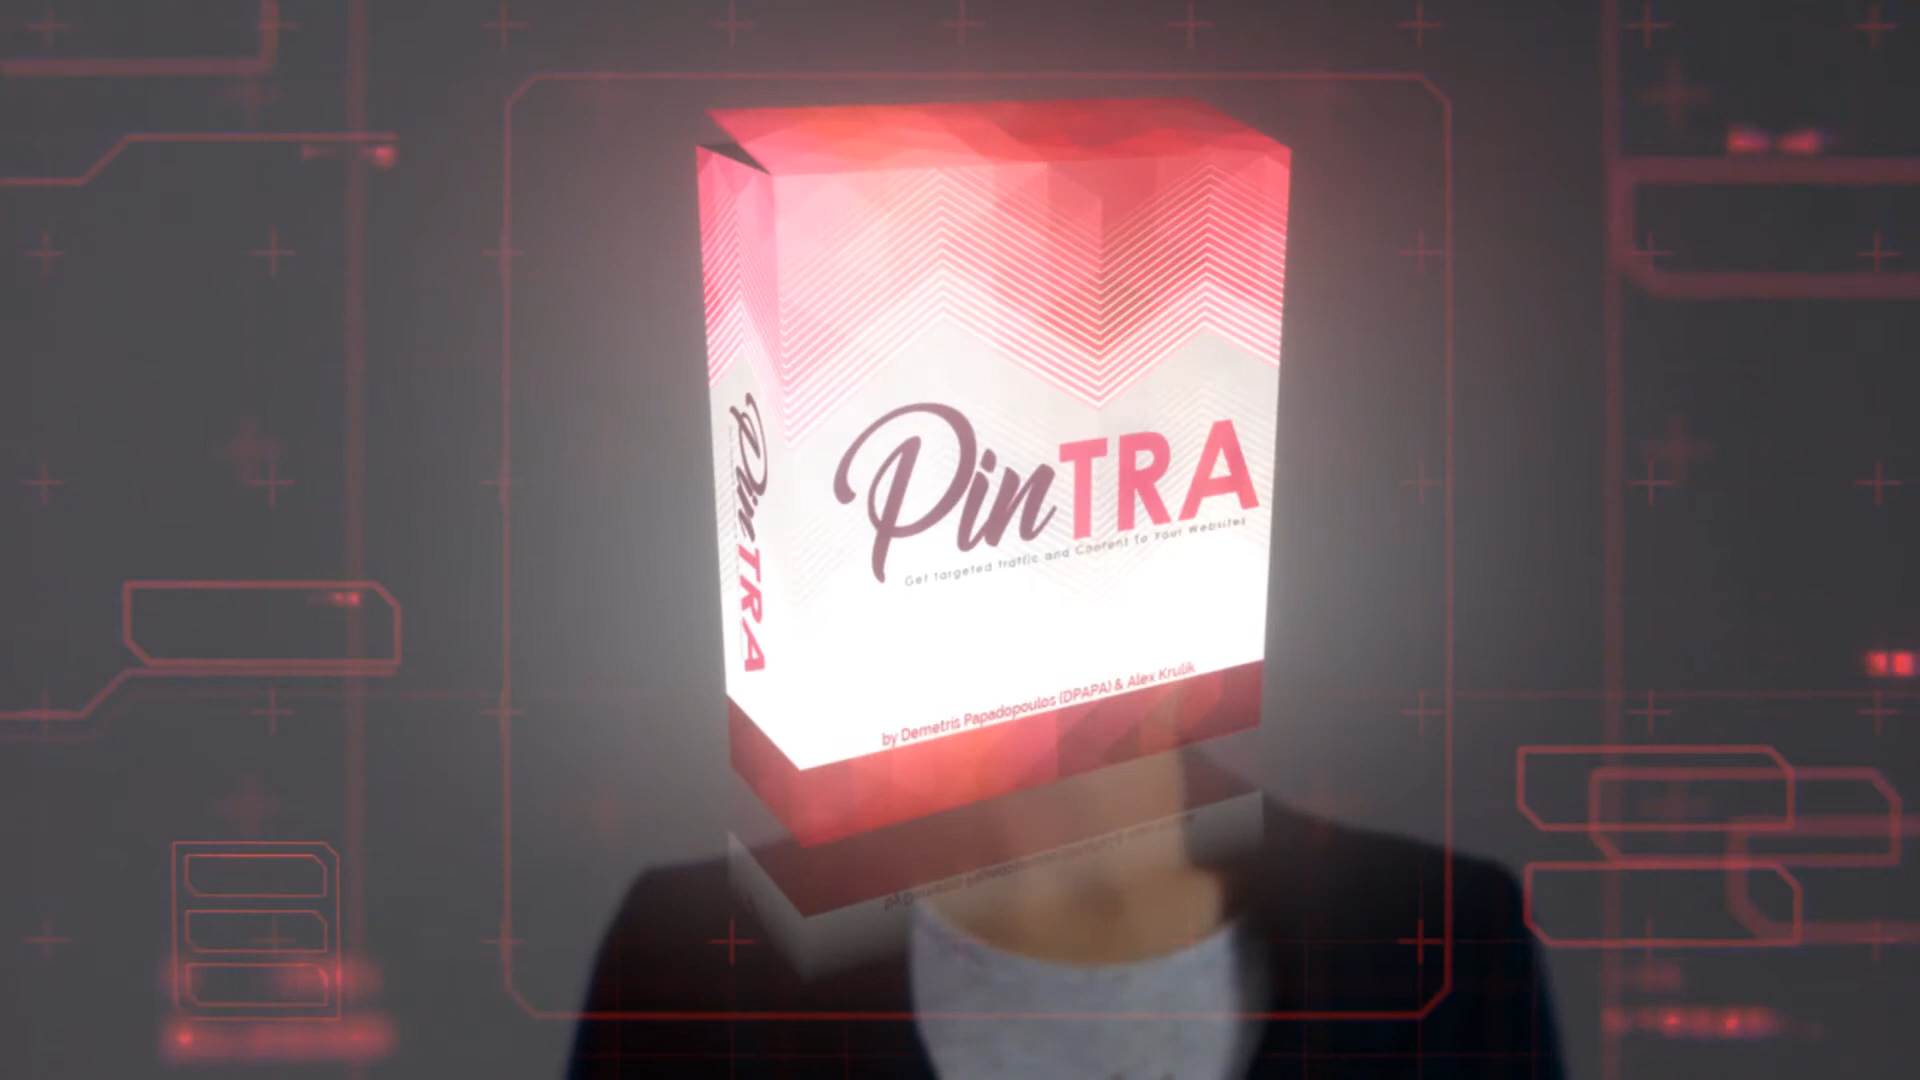 PinTRA
Get targeted traffic and Content To Your Websites
by Demetris Papadopoulos (DPAPA) & Alex Krulik
PinTRA